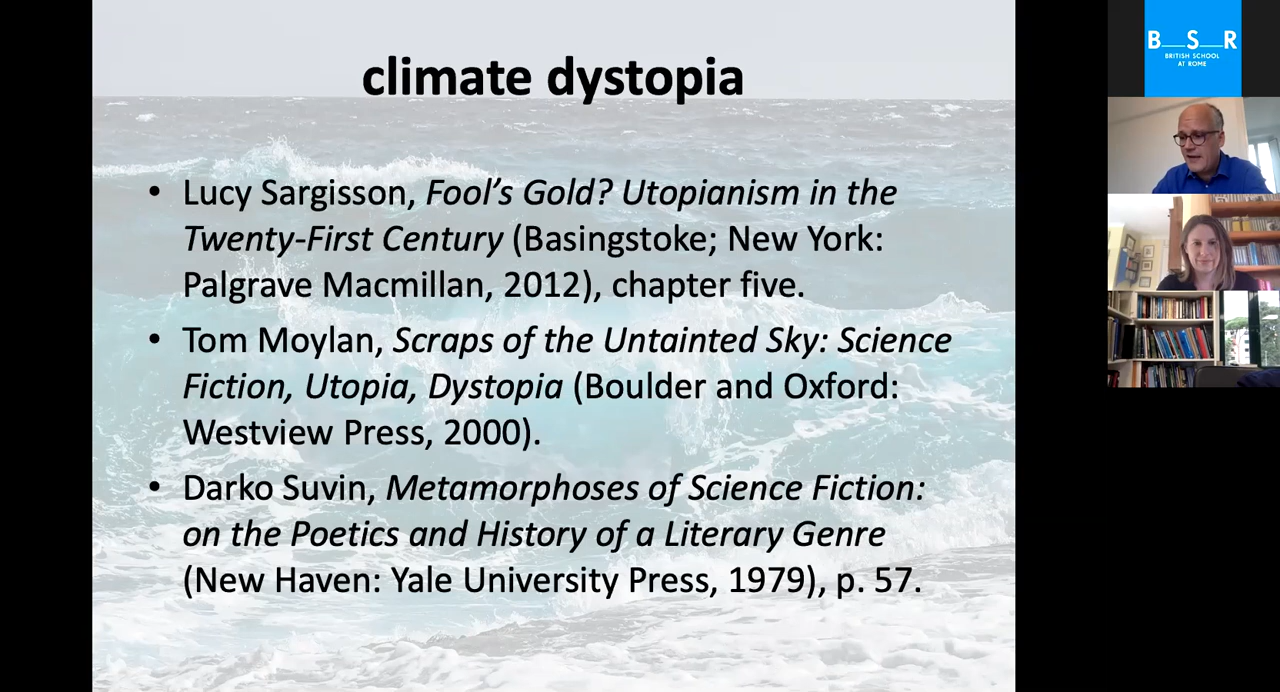 climate dystopia
• Lucy Sargisson, Fool’s Gold? Utopianism in the
Twenty-First Century (Basingstoke; New York:
Palgrave Macmillan, 2012), chapter five.
• Tom Moylan, Scraps of the Untainted Sky: Science
Fiction, Utopia, Dystopia (Boulder and Oxford:
Westview Press, 2000).
• Darko Suvin, Metamorphoses of Science Fiction:
on the Poetics and History of a Literary Genre
(New Haven: Yale University Press, 1979), p. 57.
B__S__R
BRITISH SCHOOL
AT ROME